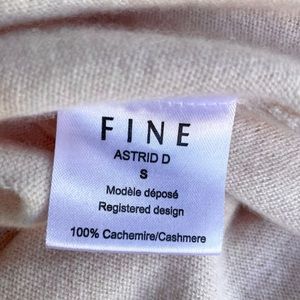 FINE
ASTRID D
S
Modèle déposé
Registered design
100% Cachemire/Cashmere